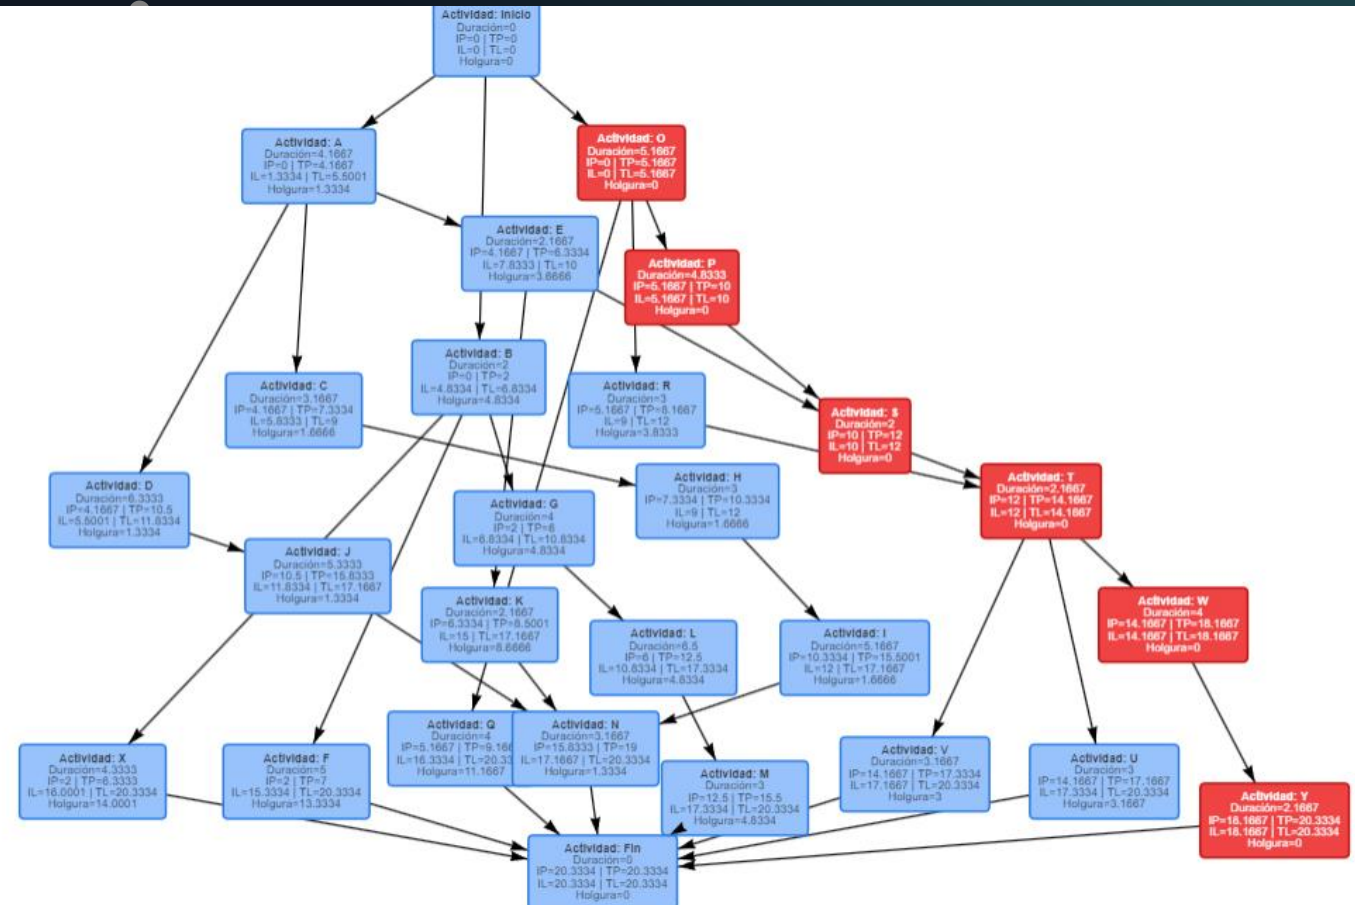 Actividad: Inicio
Duración=0
IP=0 | TP=0
IL=0 | TL=0
Holgura=0
Actividad: A
Duración=4.1667
IP=0 | TP=4.1667
IL=1.3334 | TL=5.5001
Holgura=1.3334
Actividad: O
Duración=5.1667
IP=0 | TP=5.1667
IL=0 | TL=5.1667
Holgura=0
Actividad: E
Duración=2.1667
IP=4.1667 | TP=6.3334
IL=7.8333 | TL=10
Holgura=3.6666
Actividad: P
Duración=4.8333
IP=5.1667 | TP=10
IL=5.1667 | TL=10
Holgura=0
Actividad: B
Duración=2
IP=0 | TP=2
IL=4.8334 | TL=6.8334
Holgura=4.8334
Actividad: C
Duración=3.1667
IP=4.1667 | TP=7.3334
IL=5.8333 | TL=9
Holgura=1.6666
Actividad: R
Duración=3
IP=5.1667 | TP=8.1667
IL=9 | TL=12
Holgura=3.8333
Actividad: S
Duración=2
IP=10 | TP=12
IL=10 | TL=12
Holgura=0
Actividad: D
Duración=6.3333
IP=4.1667 | TP=10.5
IL=5.5001 | TL=11.8334
Holgura=1.3334
Actividad: G
Duración=4
IP=2 | TP=6
IL=6.8334 | TL=10.8334
Holgura=4.8334
Actividad: H
Duración=3
IP=7.3334 | TP=10.3334
IL=9 | TL=12
Holgura=1.6666
Actividad: T
Duración=2.1667
IP=12 | TP=14.1667
IL=12 | TL=14.1667
Holgura=0
Actividad: J
Duración=5.3333
IP=10.5 | TP=15.8333
IL=11.8334 | TL=17.1667
Holgura=1.3334
Actividad: K
Duración=2.1667
IP=6.3334 | TP=8.5001
IL=15 | TL=17.1667
Holgura=8.6666
Actividad: L
Duración=6.5
IP=6 | TP=12.5
IL=10.8334 | TL=17.3334
Holgura=4.8334
Actividad: I
Duración=5.1667
IP=10.3334 | TP=15.5001
IL=12 | TL=17.1667
Holgura=1.6666
Actividad: W
Duración=4
IP=14.1667 | TP=18.1667
IL=14.1667 | TL=18.1667
Holgura=0
Actividad: X
Duración=4.3333
IP=2 | TP=6.3333
IL=16.0001 | TL=20.3334
Holgura=14.0001
Actividad: F
Duración=5
IP=2 | TP=7
IL=15.3334 | TL=20.3334
Holgura=13.3334
Actividad: Q
Duración=4
IP=5.1667 | TP=9.166
IL=16.3334 | TL=20.33
Holgura=11.1667
Actividad: N
Duración=3.1667
IP=15.8333 | TP=19
IL=17.1667 | TL=20.3334
Holgura=1.3334
Actividad: M
Duración=3
IP=12.5 | TP=15.5
IL=17.3334 | TL=20.3334
Holgura=4.8334
Actividad: V
Duración=3.1667
IP=14.1667 | TP=17.3334
IL=17.1667 | TL=20.3334
Holgura=3
Actividad: U
Duración=3
IP=14.1667 | TP=17.1667
IL=17.3334 | TL=20.3334
Holgura=3.1667
Actividad: Y
Duración=2.1667
IP=18.1667 | TP=20.3334
IL=18.1667 | TL=20.3334
Holgura=0
Actividad: Fin
Duración=0
IP=20.3334 | TP=20.3334
IL=20.3334 | TL=20.3334
Holgura=0